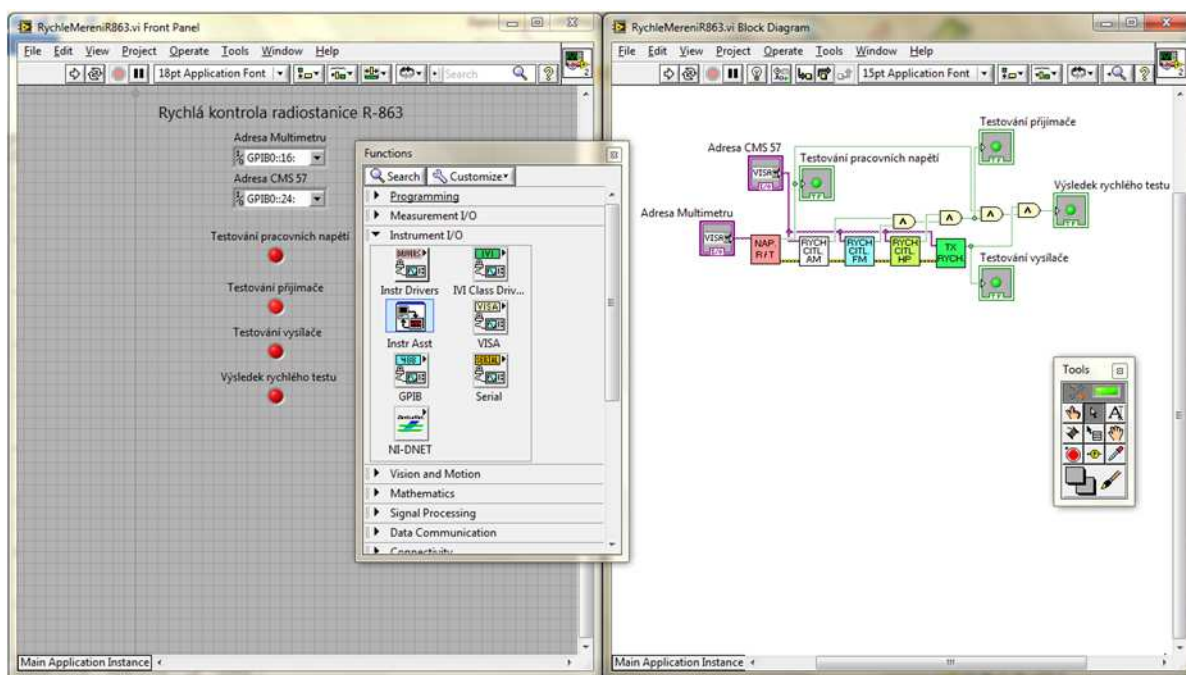 RychleMereniR863.vi Front Panel
File Edit View Project Operate Tools Window Help
18pt Application Font
Search
2
Rychlá kontrola radiostanice R-863
Adresa Multimetru
GPIB0::16:
Adresa CMS 57
GPIB0::24:
Testování pracovních napětí
Testování přijímače
Testování vysílače
Výsledek rychlého testu
Main Application Instance
Functions
Search Customize
Programming
Measurement I/O
Instrument I/O
Instr Drivers IVI Class Driv...
Instr Asst VISA
GPIB Serial
NI-DNET
Vision and Motion
Mathematics
Signal Processing
Data Communication
Connectivity
RychleMereniR863.vi Block Diagram
File Edit View Project Operate Tools Window Help
15pt Application Font
2
Testování přijímače
Adresa CMS 57
Testování pracovních napětí
VISA
Výsledek rychlého testu
Adresa Multimetru
VISA
NAP. R/T
RYCH CITL. AM
RYCH CITL. FM
RYCH CITL. HP
TX RYCH.
Testování vysílače
Tools
Main Application Instance